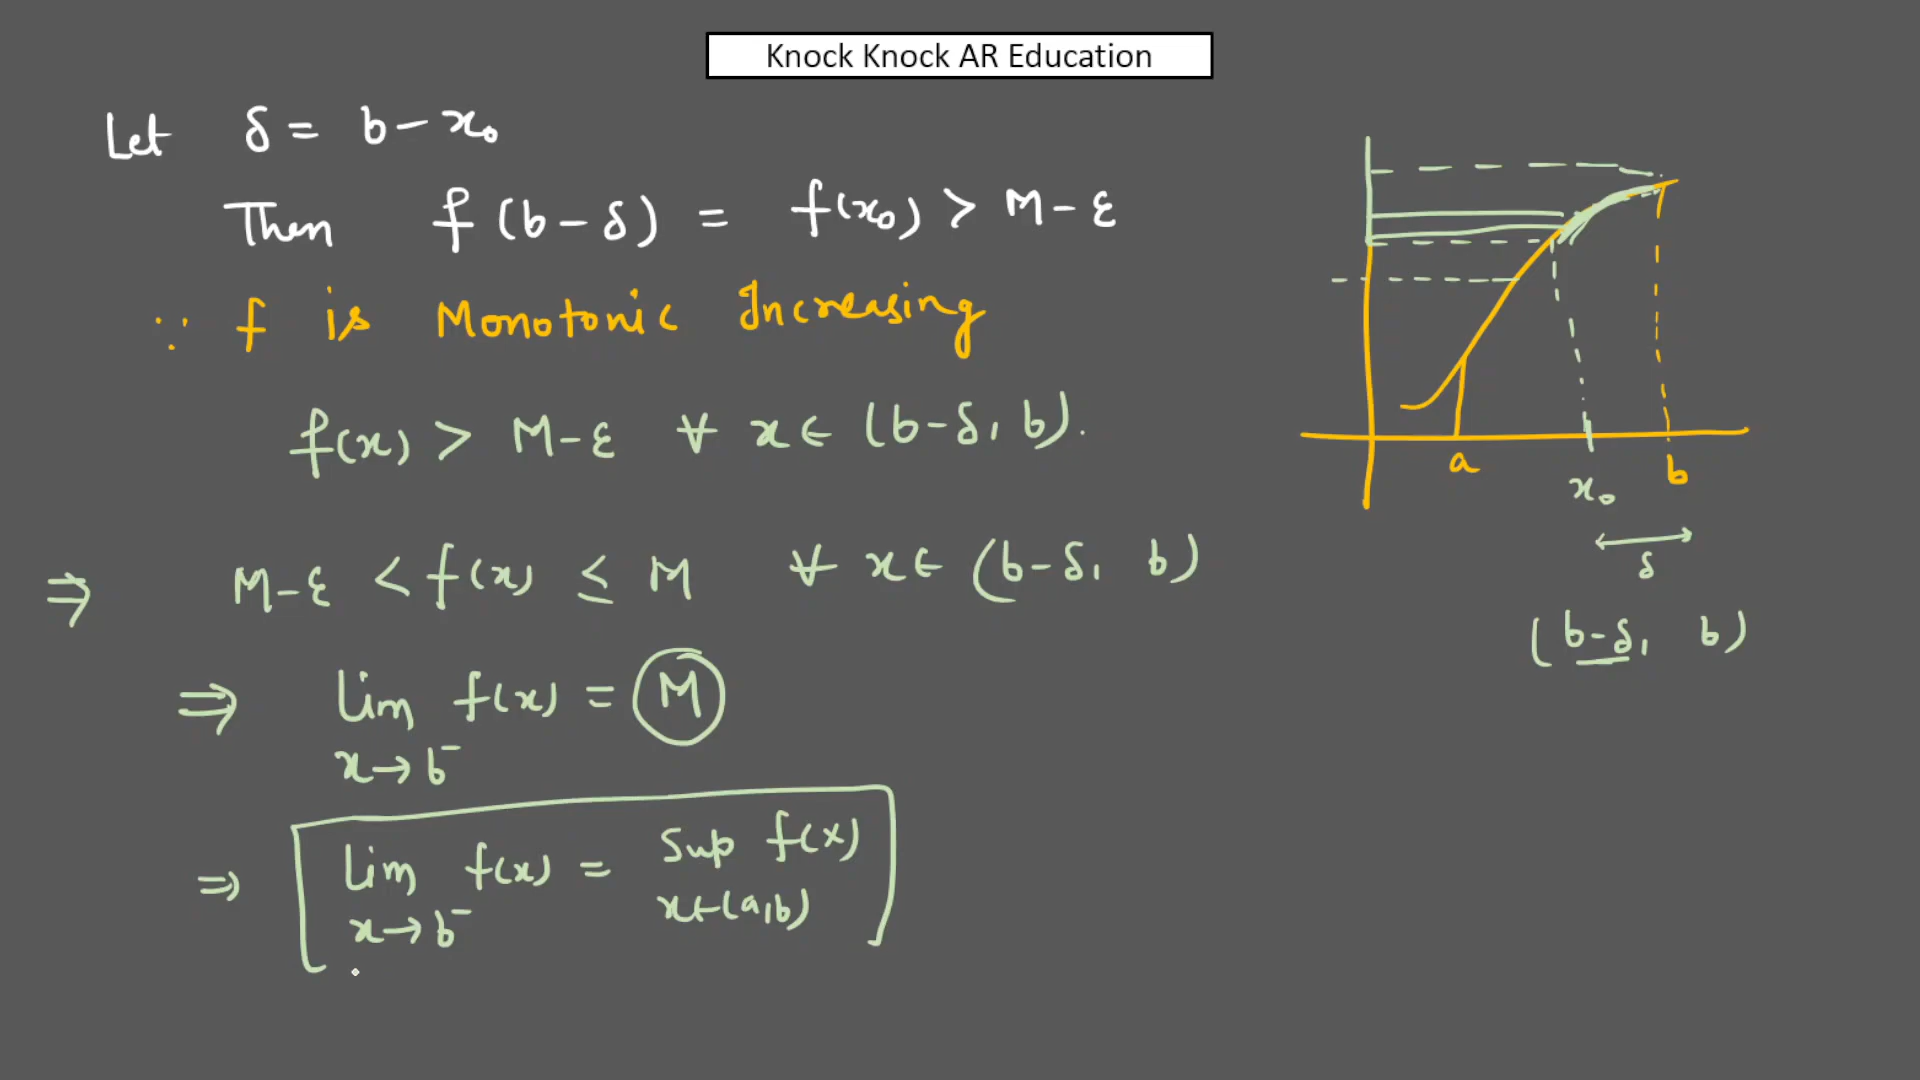 Knock Knock AR Education
Let δ = b - x₀
Then f(b-δ) = f(x₀) > M-ε
∵ f is Monotonic Increasing
f(x) > M-ε ∀ x∈ (b-δ, b).
⇒ M-ε < f(x) ≤ M ∀ x∈ (b-δ, b)
⇒ Lim f(x) = M
x→b⁻
⇒ Lim f(x) = Sup f(x)
x→b⁻ x∈(a,b)
a
b
x₀
δ
(b-δ, b)